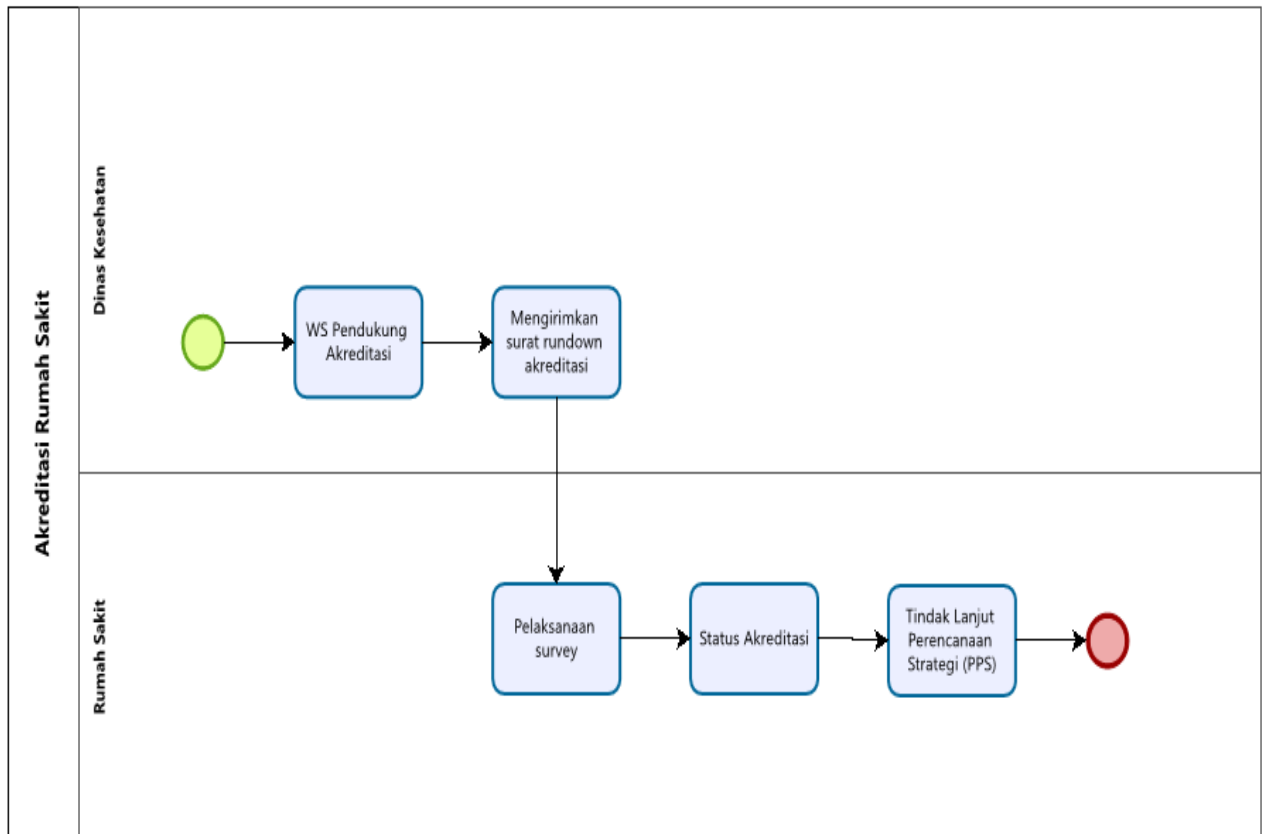 Akreditasi Rumah Sakit
Dinas Kesehatan
WS Pendukung
Akreditasi
Mengirimkan
surat rundown
akreditasi
Rumah Sakit
Pelaksanaan
survey
Status Akreditasi
Tindak Lanjut
Perencanaan
Strategi (PPS)